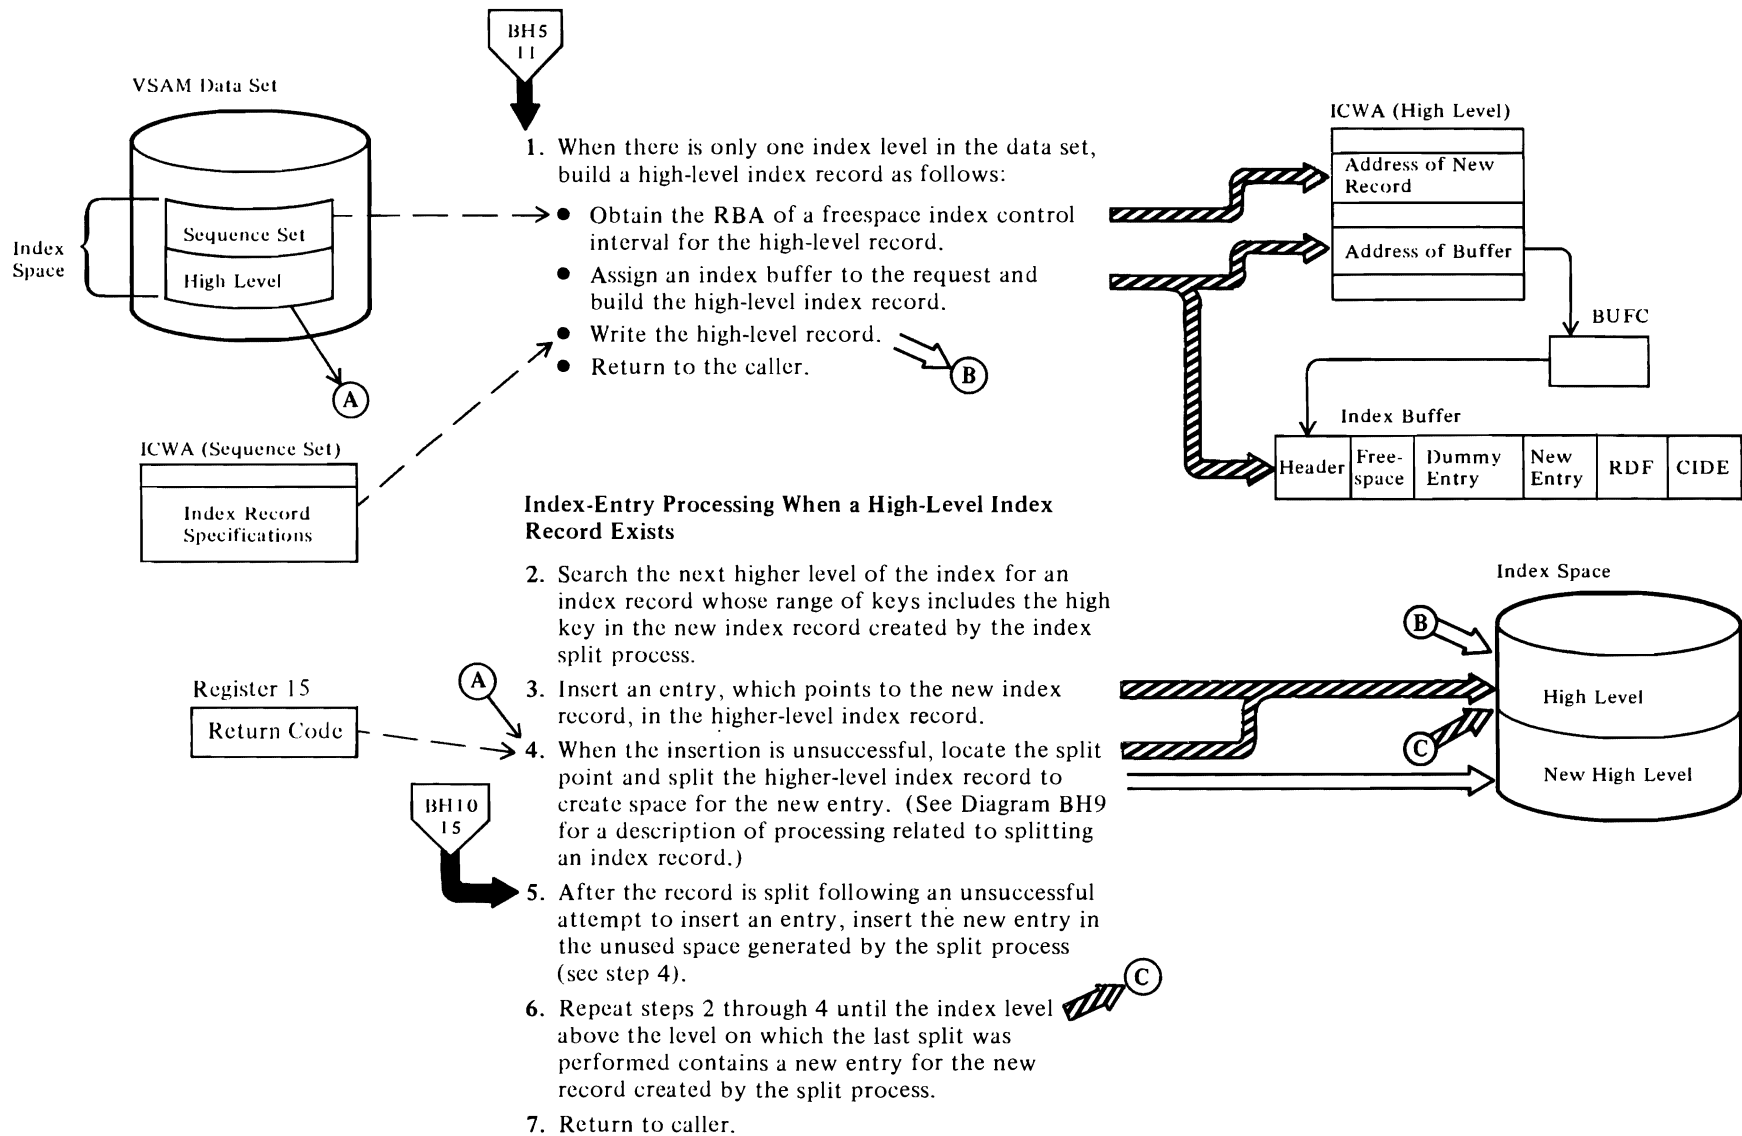 BH5
11
VSAM Data Set
Index
Space
Sequence Set
High Level
A
ICWA (Sequence Set)
Index Record
Specifications
1. When there is only one index level in the data set,
build a high-level index record as follows:
● Obtain the RBA of a freespace index control
interval for the high-level record.
● Assign an index buffer to the request and
build the high-level index record.
● Write the high-level record.
● Return to the caller.
B
ICWA (High Level)
Address of New
Record
Address of Buffer
BUFC
Index Buffer
Header
Free-
space
Dummy
Entry
New
Entry
RDF
CIDE
Index-Entry Processing When a High-Level Index
Record Exists
2. Search the next higher level of the index for an
index record whose range of keys includes the high
key in the new index record created by the index
split process.
A
3. Insert an entry, which points to the new index
record, in the higher-level index record.
Register 15
Return Code
4. When the insertion is unsuccessful, locate the split
point and split the higher-level index record to
create space for the new entry. (See Diagram BH9
for a description of processing related to splitting
an index record.)
BH10
15
5. After the record is split following an unsuccessful
attempt to insert an entry, insert the new entry in
the unused space generated by the split process
(see step 4).
C
6. Repeat steps 2 through 4 until the index level
above the level on which the last split was
performed contains a new entry for the new
record created by the split process.
7. Return to caller.
Index Space
B
High Level
C
New High Level